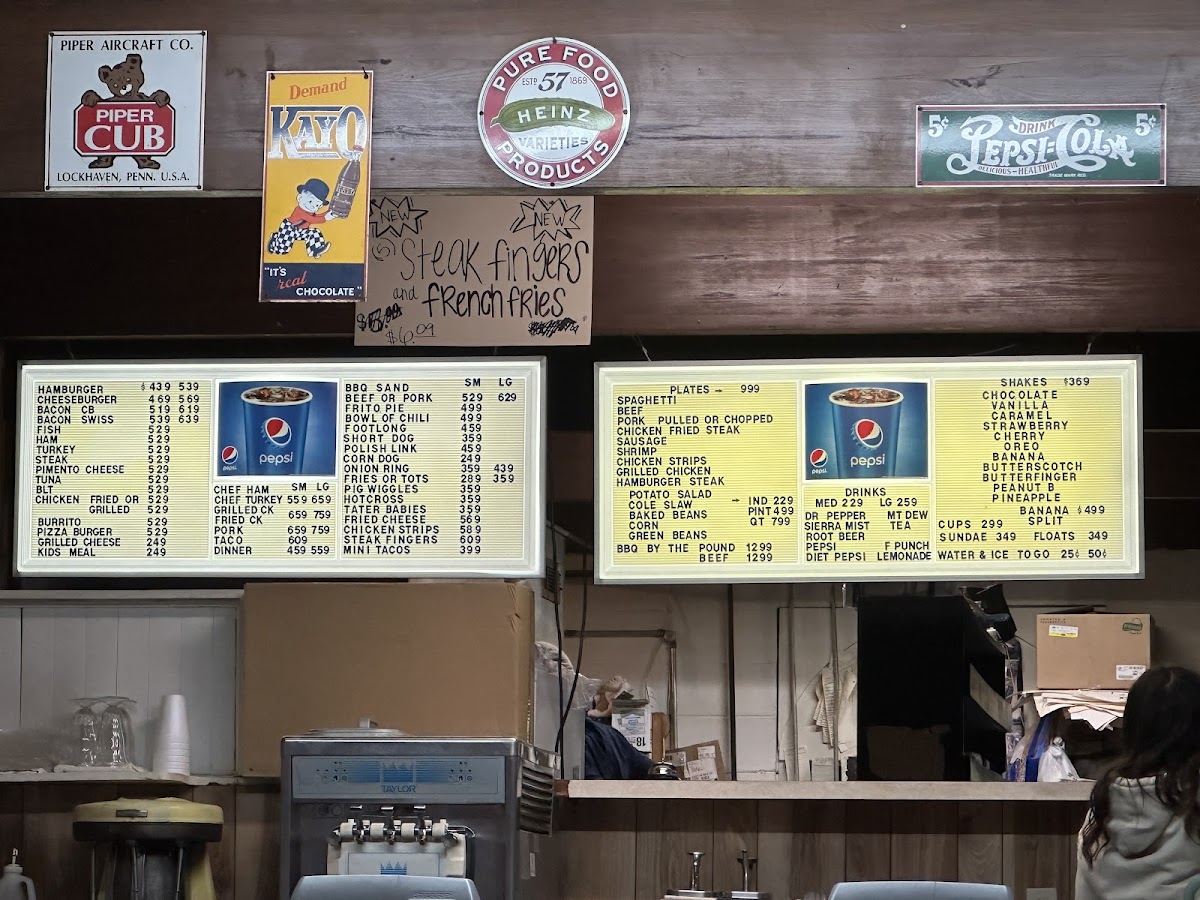 PIPER AIRCRAFT CO.
PIPER
CUB
LOCKHAVEN, PENN. U.S.A.
Demand
KAYO
"IT'S
real
CHOCOLATE"
PURE FOOD
ESTD 57 1869
HEINZ
VARIETIES
PRODUCTS
5¢ DRINK 5¢
PEPSI:COLA
DELICIOUS-HEALTHFUL
TRADE MARK REG.
NEW NEW
(5) Steak fingers
and french fries
$6.09
HAMBURGER $ 439 539
CHEESEBURGER 469 569
BACON CB 519 619
BACON SWISS 539 639
FISH 529
HAM 529
TURKEY 529
STEAK 529
PIMENTO CHEESE 529
TUNA 529
BLT 529
CHICKEN FRIED OR 529
GRILLED 529
BURRITO 529
PIZZA BURGER 529
GRILLED CHEESE 249
KIDS MEAL 249
pepsi
pepsi
SM LG
CHEF HAM
CHEF TURKEY 559 659
GRILLED CK
FRIED CK 659 759
PORK 659 759
TACO 609
DINNER 459 559
BBQ SAND SM LG
BEEF OR PORK 529 629
FRITO PIE 499
BOWL OF CHILI 499
FOOTLONG 459
SHORT DOG 359
POLISH LINK 459
CORN DOG 249
ONION RING 359 439
FRIES OR TOTS 289 359
PIG WIGGLES 359
HOTCROSS 359
TATER BABIES 359
FRIED CHEESE 569
CHICKEN STRIPS 589
STEAK FINGERS 609
MINI TACOS 399
PLATES → 999
SPAGHETTI
BEEF
PORK PULLED OR CHOPPED
CHICKEN FRIED STEAK
SAUSAGE
SHRIMP
CHICKEN STRIPS
GRILLED CHICKEN
HAMBURGER STEAK
POTATO SALAD → IND 229
COLE SLAW PINT 499
BAKED BEANS QT 799
CORN
GREEN BEANS
BBQ BY THE POUND 1299
BEEF 1299
pepsi
pepsi
DRINKS
MED 229 LG 259
DR PEPPER MT DEW
SIERRA MIST TEA
ROOT BEER
PEPSI F PUNCH
DIET PEPSI LEMONADE
SHAKES $369
CHOCOLATE
VANILLA
CARAMEL
STRAWBERRY
CHERRY
OREO
BANANA
BUTTERSCOTCH
BUTTERFINGER
PEANUT B
PINEAPPLE
BANANA $499
CUPS 299 SPLIT
SUNDAE 349 FLOATS 349
WATER & ICE TO GO 25¢ 50¢
TAYLOR
18